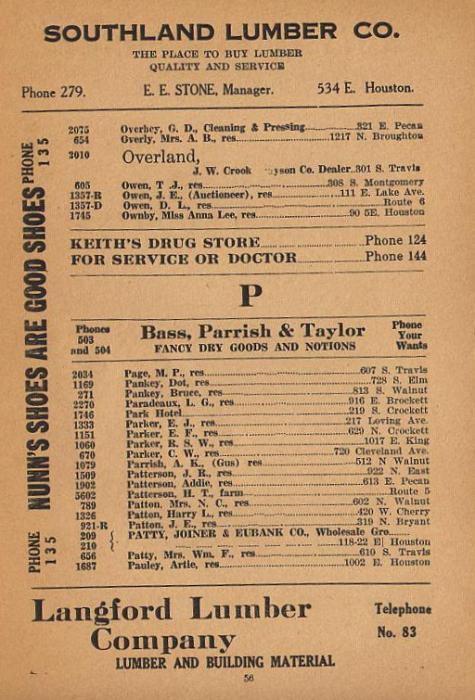 SOUTHLAND LUMBER CO.
THE PLACE TO BUY LUMBER
QUALITY AND SERVICE
Phone 279. E. E. STONE, Manager. 534 E. Houston.
NUNN'S SHOES ARE GOOD SHOES PHONE 135
PHONE 135
2075 Overbey, G. D., Cleaning & Pressing 321 E. Pecan
654 Overly, Mrs. A. B., res 1217 N. Broughton
2010 Overland,
J. W. Crook yson Co. Dealer 301 S. Travis
605 Owen, T .J., res 308 S. Montgomery
1357-R Owen, J. E., (Auctioneer), res 111 E. Lake Ave.
1357-D Owen, D. L., res Route 6
1745 Ownby, Miss Anna Lee, res 90 5E. Houston
KEITH'S DRUG STORE Phone 124
FOR SERVICE OR DOCTOR Phone 144
P
Phones 503 and 504
Bass, Parrish & Taylor
FANCY DRY GOODS AND NOTIONS
Phone Your Wants
2034 Page, M. P., res 607 S. Travis
1169 Pankey, Dot, res 728 S. Elm
271 Pankey, Bruce, res 813 S. Walnut
2270 Paradeaux, L. G., res 916 E. Brockett
1746 Park Hotel 219 S. Crockett
1333 Parker, E. J., res 217 Loving Ave.
1151 Parker, E. F., res 629 N. Crockett
1060 Parker, R. S. W., res 1017 E. King
670 Parker, C. W., res 720 Cleveland Ave.
1079 Parrish, A. K., (Gus) res 512 N Walnut
1509 Patterson, J. R., res 922 N. East
1902 Patterson, Addie, res 613 E. Pecan
5602 Patterson, H. T., farm Route 5
789 Patton, Mrs. N. C., res 602 N. Walnut
1326 Patton, Harry L., res 420 W. Cherry
921-R Patton, J. E., res 319 N. Bryant
209 PATTY, JOINER & EUBANK CO., Wholesale Gro
210 118-22 E Houston
656 Patty, Mrs. Wm. F., res 610 S. Travis
1687 Pauley, Artie, res 1002 E. Houston
Langford Lumber Company
Telephone No. 83
LUMBER AND BUILDING MATERIAL
56